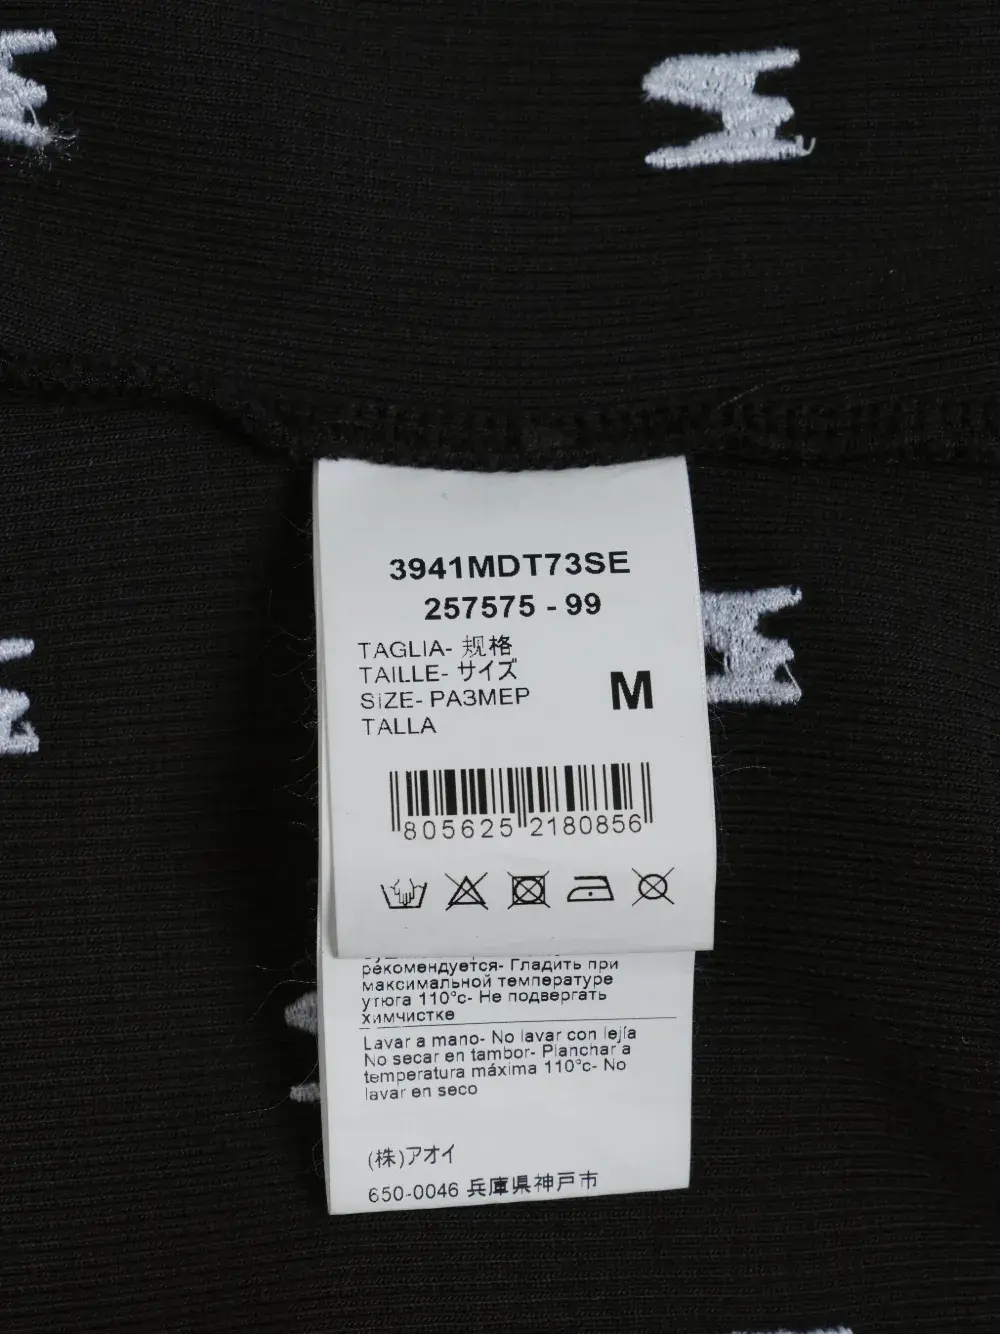 3941MDT73SE
257575 - 99
TAGLIA- 规格
TAILLE- サイズ
SIZE- РАЗМЕР
TALLA
M
805625 2180856
рекомендуется- Гладить при
максимальной температуре
утюга 110°с- Не подвергать
химчистке
Lavar a mano- No lavar con lejía
No secar en tambor- Planchar a
temperatura máxima 110°c- No
lavar en seco
(株)アオイ
650-0046 兵庫県神戸市